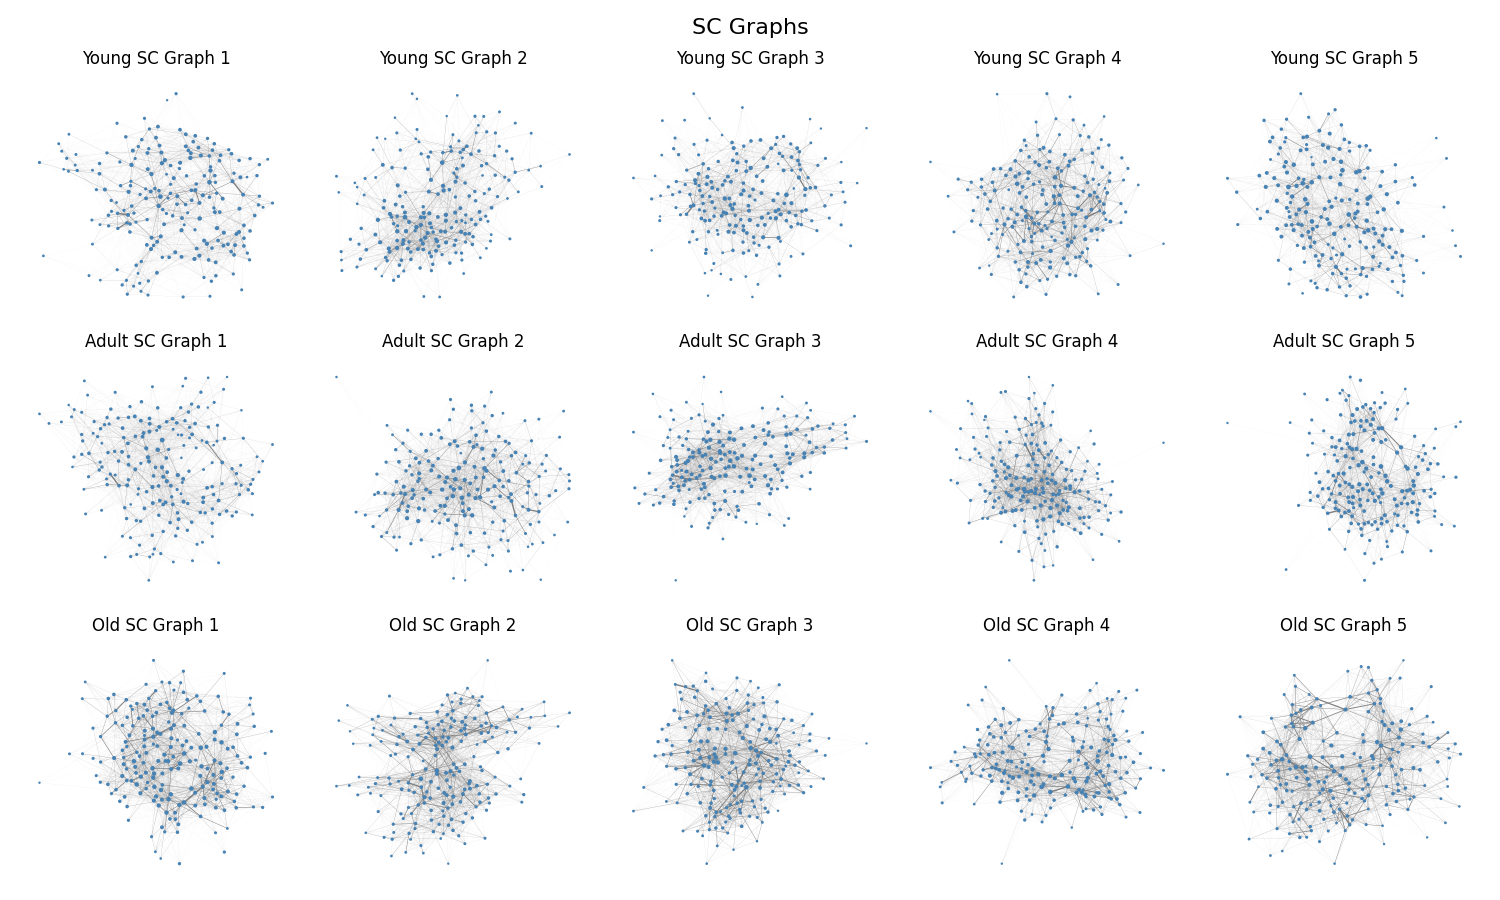 SC Graphs
Young SC Graph 1
Young SC Graph 2
Young SC Graph 3
Young SC Graph 4
Young SC Graph 5
Adult SC Graph 1
Adult SC Graph 2
Adult SC Graph 3
Adult SC Graph 4
Adult SC Graph 5
Old SC Graph 1
Old SC Graph 2
Old SC Graph 3
Old SC Graph 4
Old SC Graph 5